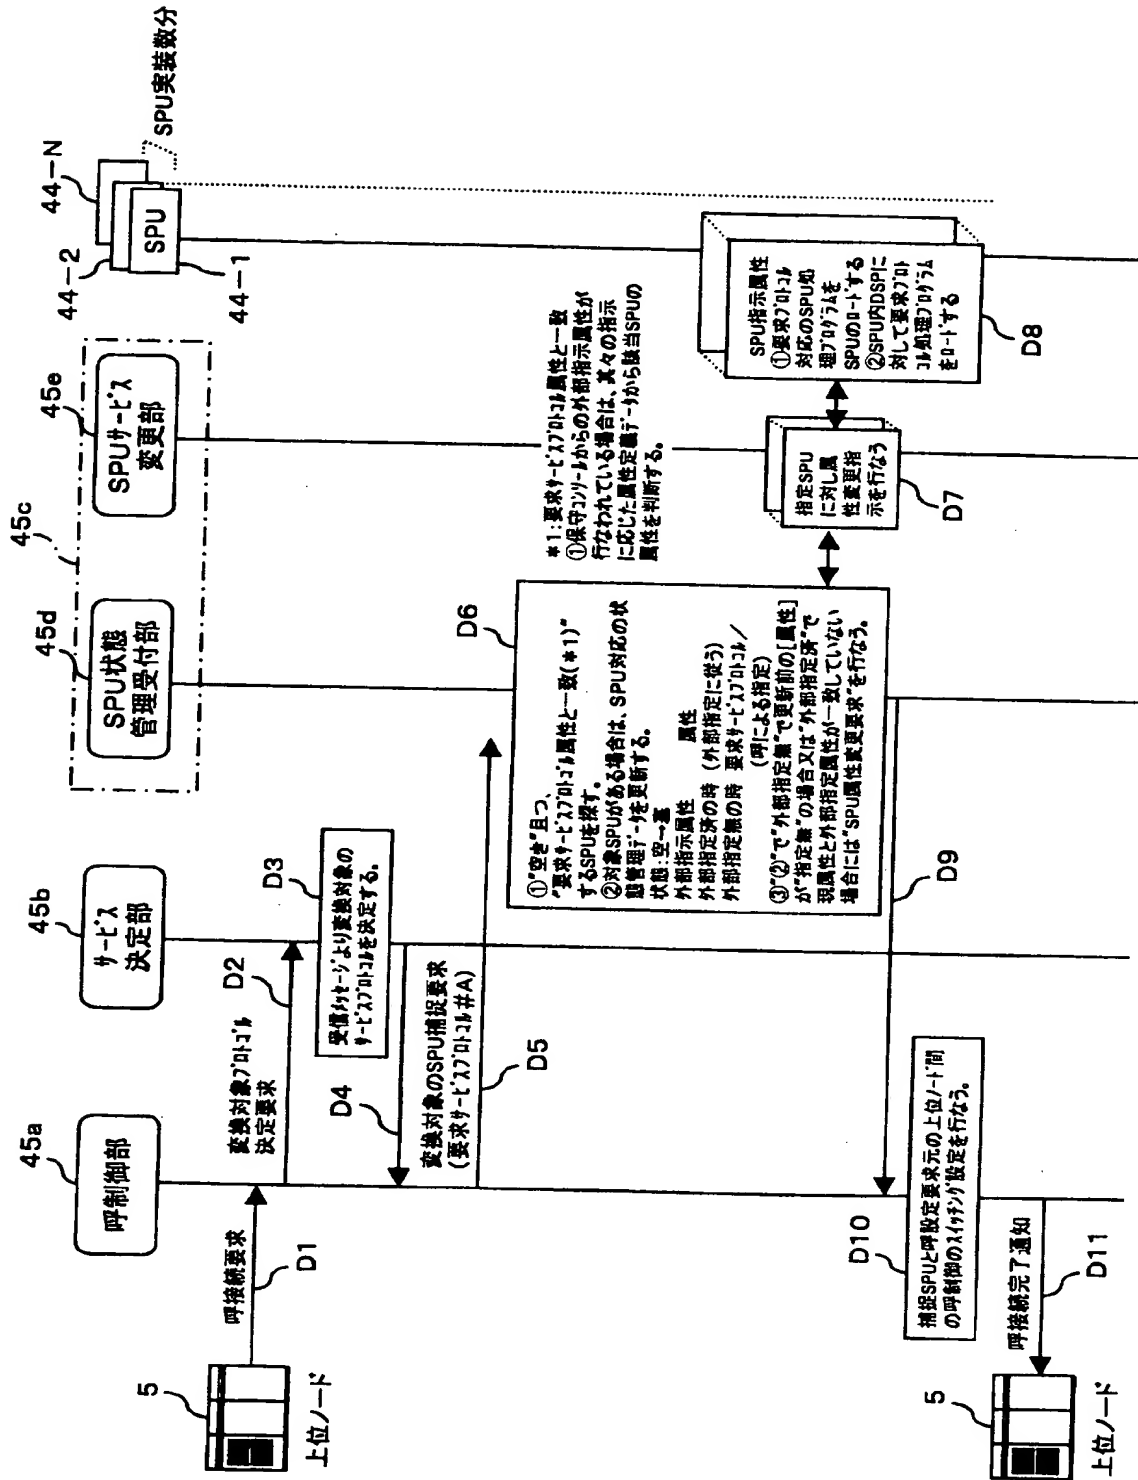 5
上位ノード
45a
呼制御部
45b
サービス
決定部
45c
45d
SPU状態
管理受付部
45e
SPUサービス
変更部
44-1
44-2
44-N
SPU
SPU実装数分
呼接続要求
D1
変換対象プロトコル
決定要求
D2
D3
受信メッセージより変換対象の
サービスプロトコルを決定する。
D4
変換対象のSPU捕捉要求
(要求サービスプロトコル#A)
D5
D6
①“空き”且つ、
“要求サービスプロトコル属性と一致(*1)”
するSPUを探す。
②対象SPUがある場合は、SPU対応の状
態管理データを更新する。
状態:空→塞
外部指示属性 属性
外部指定済の時 (外部指定に従う)
外部指定無の時 要求サービスプロトコル/
(呼による指定)
③“(②)”で“外部指定無”で更新前の[属性]
が“指定無”の場合又は“外部指定済”で
現属性と外部指定属性が一致していない
場合には“SPU属性変更要求”を行なう。
*1:要求サービスプロトコル属性と一致
①保守コンソールからの外部指示属性が
行なわれている場合は、其々の指示
に応じた属性定義データから該当SPUの
属性を判断する。
指定SPU
に対し属
性変更指
示を行なう
D7
SPU指示属性
①要求プロトコル
対応のSPU処
理プログラムを
SPUのロードする
②SPU内DSPに
対して要求プロト
コル処理プログラム
をロードする
D8
D9
D10
捕捉SPUと呼設定要求元の上位ノード間
の呼制御のスイッチング設定を行なう。
呼接続完了通知
D11
5
上位ノード